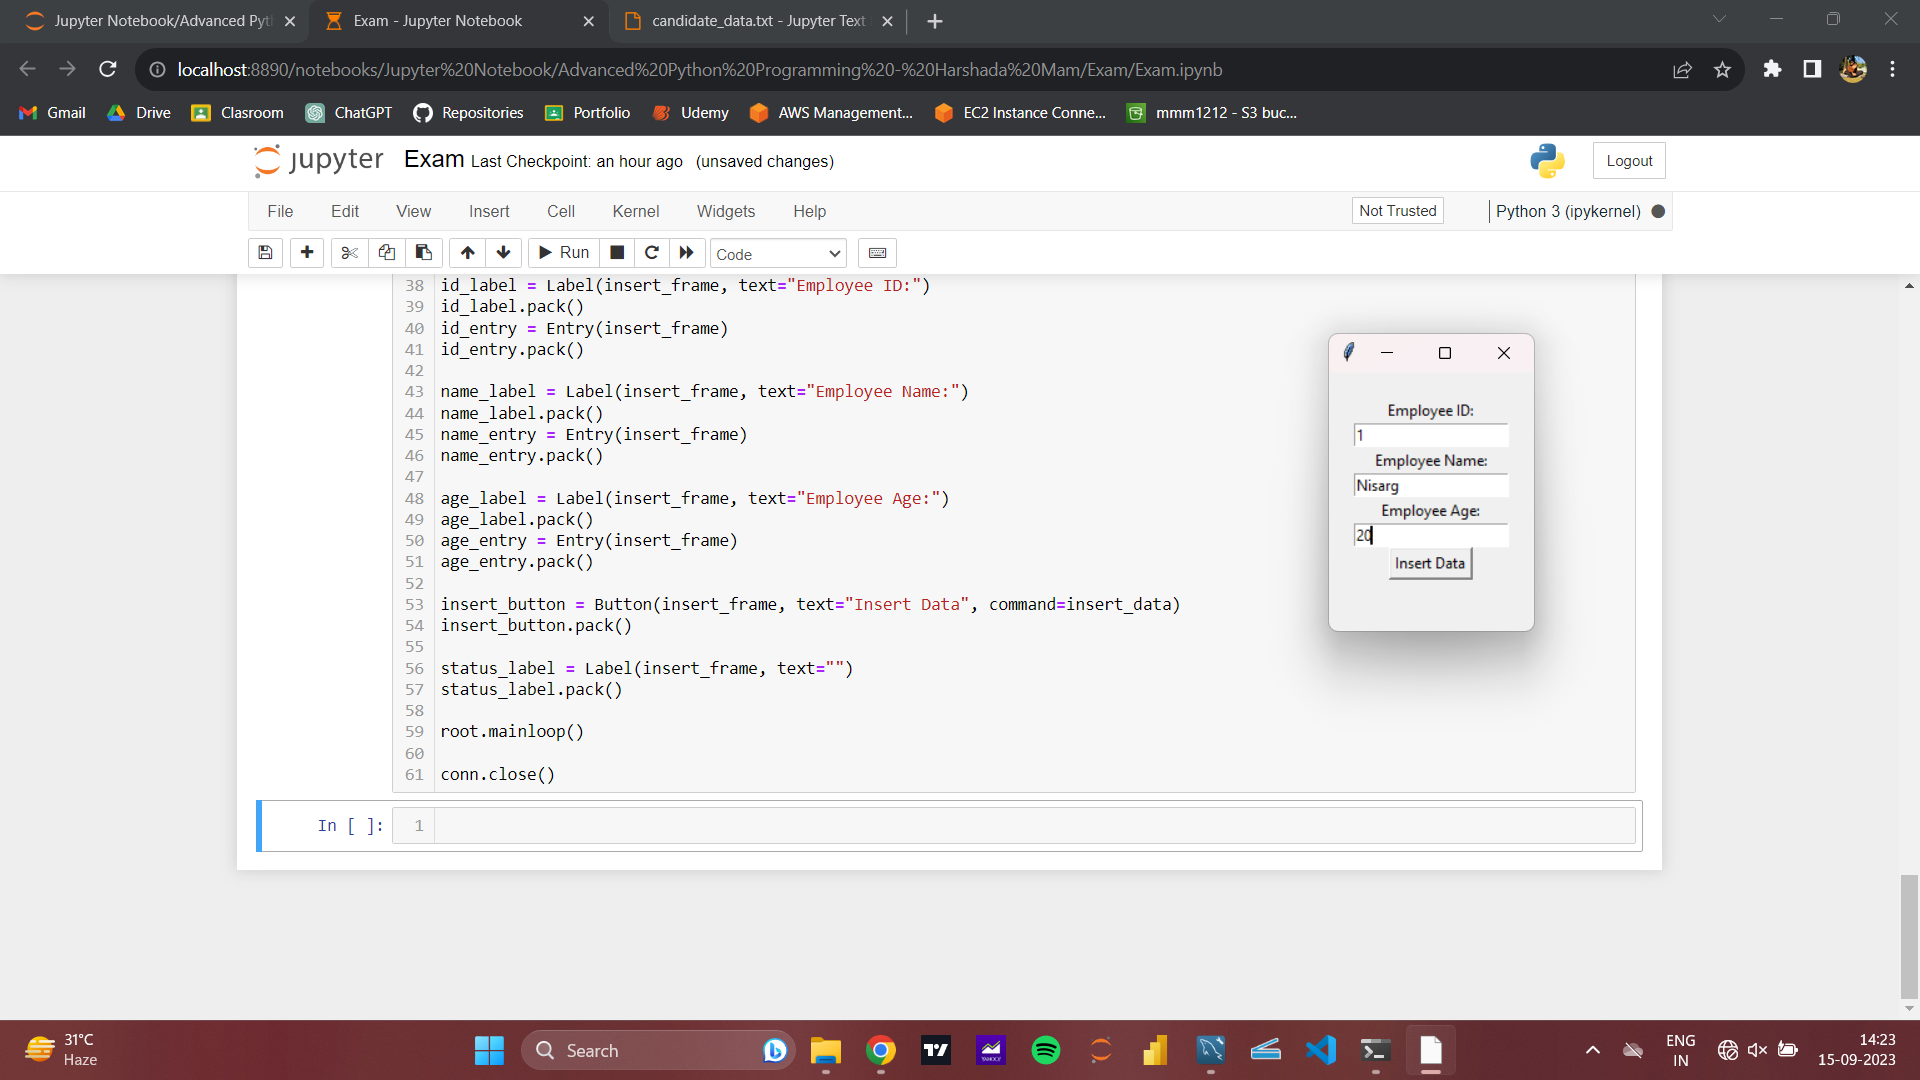 Jupyter Notebook/Advanced Pyt
Exam - Jupyter Notebook
candidate_data.txt - Jupyter Text
localhost:8890/notebooks/Jupyter%20Notebook/Advanced%20Python%20Programming%20-%20Harshada%20Mam/Exam/Exam.ipynb
Gmail Drive Clasroom ChatGPT Repositories Portfolio Udemy AWS Management... EC2 Instance Conne... mmm1212 - S3 buc...
jupyter Exam Last Checkpoint: an hour ago (unsaved changes) Logout
File Edit View Insert Cell Kernel Widgets Help Not Trusted Python 3 (ipykernel)
Run Code
38 id_label = Label(insert_frame, text="Employee ID:")
39 id_label.pack()
40 id_entry = Entry(insert_frame)
41 id_entry.pack()
42
43 name_label = Label(insert_frame, text="Employee Name:")
44 name_label.pack()
45 name_entry = Entry(insert_frame)
46 name_entry.pack()
47
48 age_label = Label(insert_frame, text="Employee Age:")
49 age_label.pack()
50 age_entry = Entry(insert_frame)
51 age_entry.pack()
52
53 insert_button = Button(insert_frame, text="Insert Data", command=insert_data)
54 insert_button.pack()
55
56 status_label = Label(insert_frame, text="")
57 status_label.pack()
58
59 root.mainloop()
60
61 conn.close()
In [ ]: 1
Employee ID:
1
Employee Name:
Nisarg
Employee Age:
20
Insert Data
31°C
Haze
Search
ENG
IN
14:23
15-09-2023